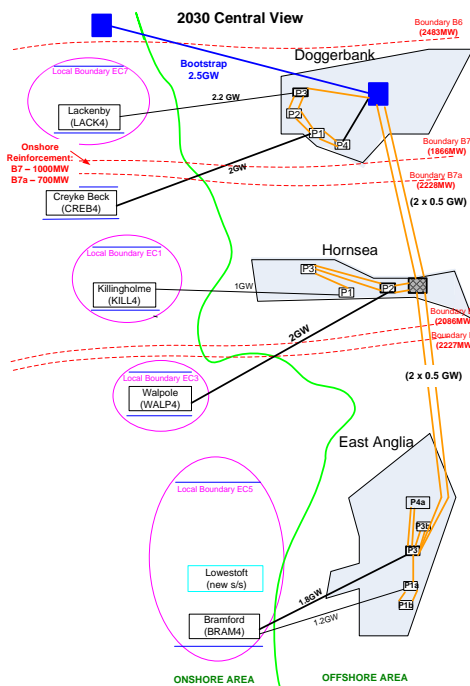 2030 Central View
Boundary B6
(2483MW)
Doggerbank
Bootstrap
2.5GW
Local Boundary EC7
2.2 GW
P3
Lackenby
(LACK4)
P2
P1
P4
Onshore
Reinforcement:
B7 – 1000MW
B7a – 700MW
Boundary B7
(1866MW)
2GW
Boundary B7a
(2228MW)
Creyke Beck
(CREB4)
(2 x 0.5 GW)
Local Boundary EC1
Hornsea
P3
Killingholme
(KILL4)
1GW
P1
P2
Boundary
(2086MW)
2GW
Boundary
(2227MW)
Local Boundary EC3
(2 x 0.5 GW)
Walpole
(WALP4)
East Anglia
Local Boundary EC5
P4a
P3b
P3
Lowestoft
(new s/s)
P1a
1.8GW
P1b
Bramford
(BRAM4)
1.2GW
ONSHORE AREA
OFFSHORE AREA